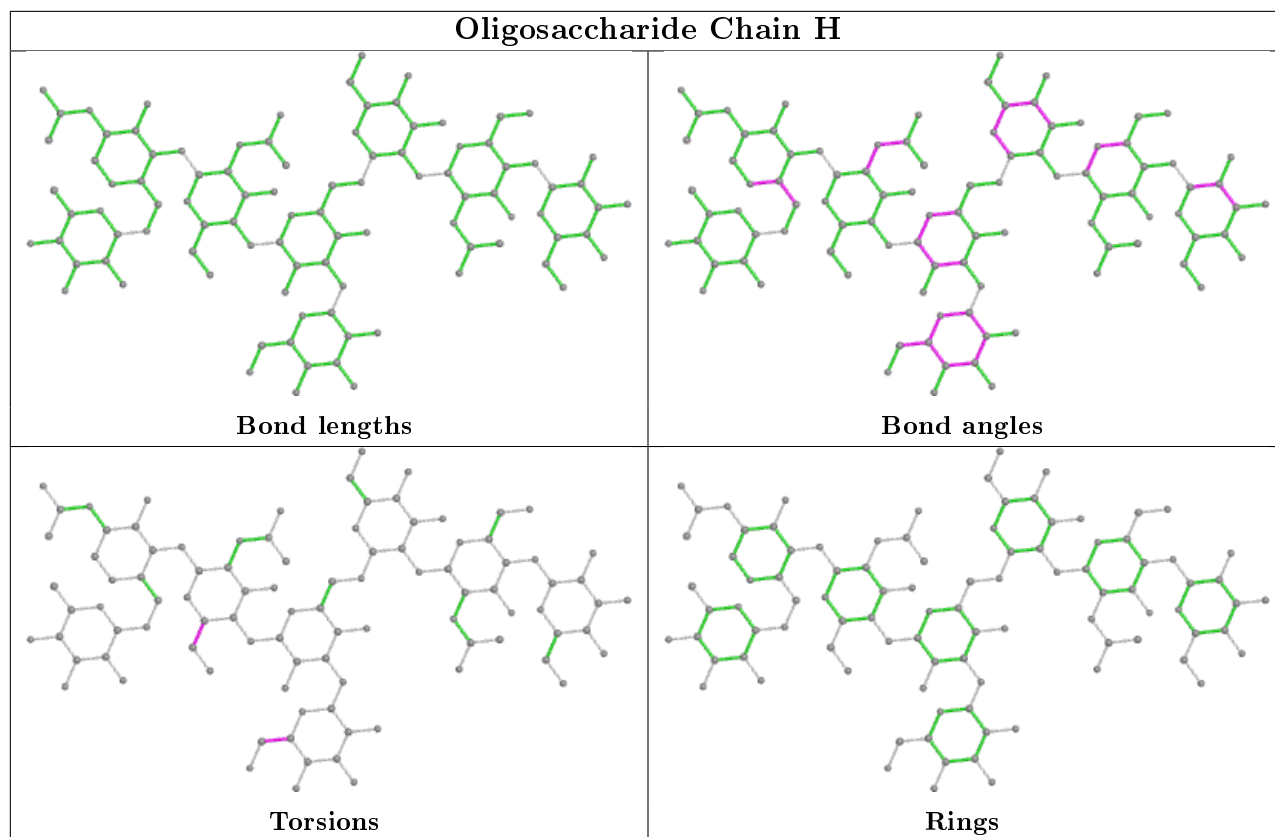 Oligosaccharide Chain H
Bond lengths
Bond angles
Torsions
Rings